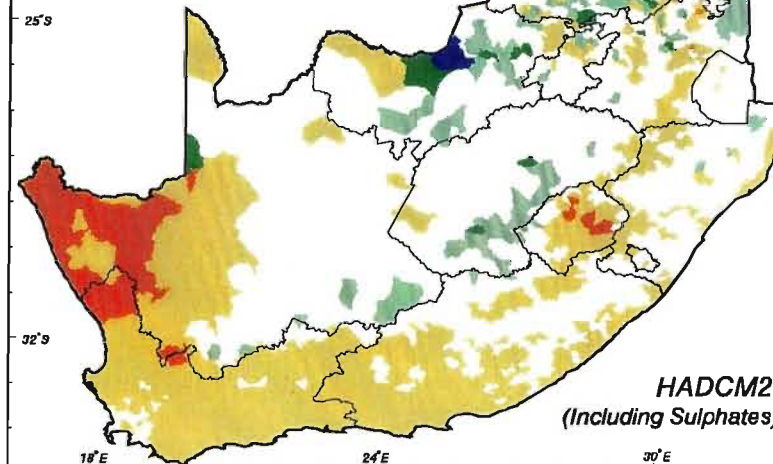 25°S
32°S
HADCM2
(Including Sulphates)
18°E
24°E
30°E